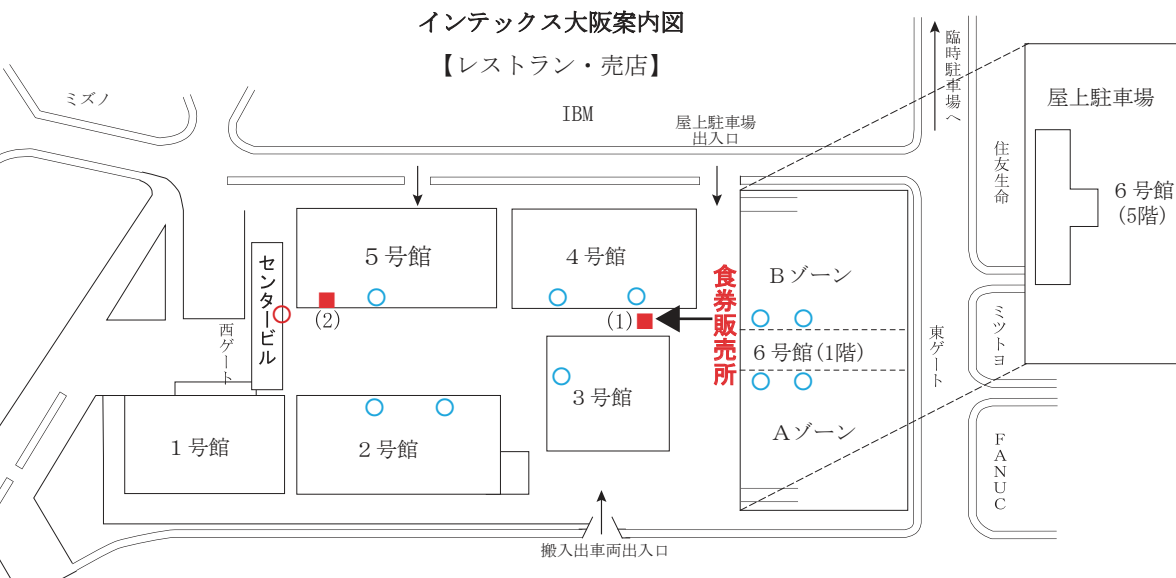 インテックス大阪案内図
【レストラン・売店】
ミズノ
IBM
屋上駐車場
出入口
臨時駐車場へ
屋上駐車場
住友生命
６号館
(5階)
５号館
４号館
食券販売所
Ｂゾーン
センタービル
(2)
(1)
西ゲート
６号館(1階)
東ゲート
ミツトヨ
３号館
１号館
２号館
Ａゾーン
FANUC
搬入出車両出入口